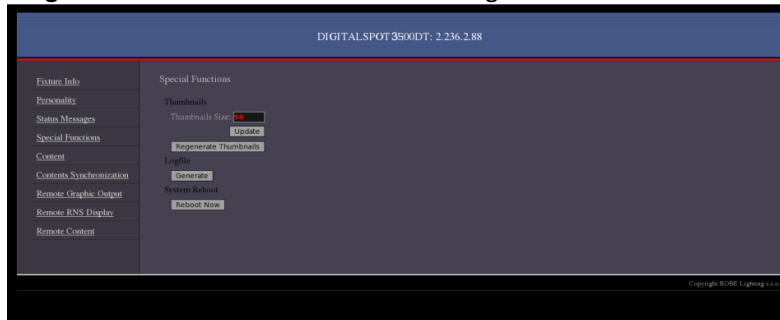 DIGITALSPOT 3500DT: 2.236.2.88
Fixture Info
Personality
Status Messages
Special Functions
Content
Contents Synchronization
Remote Graphic Output
Remote RNS Display
Remote Content
Special Functions
Thumbnails
Thumbnails Size: 96
Update
Regenerate Thumbnails
Logfile
Generate
System Reboot
Reboot Now
Copyright ROBE Lighting s.r.o